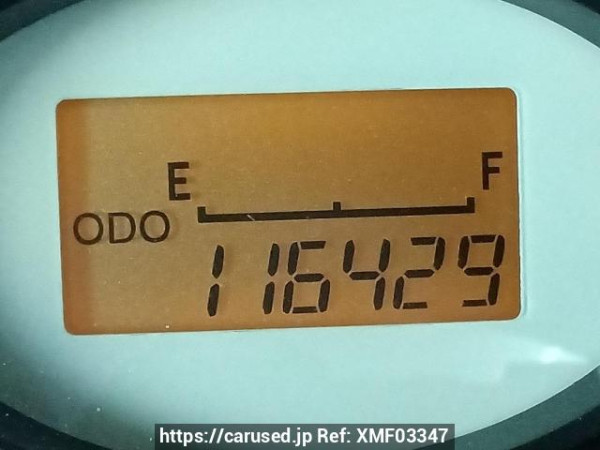 E F
ODO 116429
https://carused.jp Ref: XMF03347